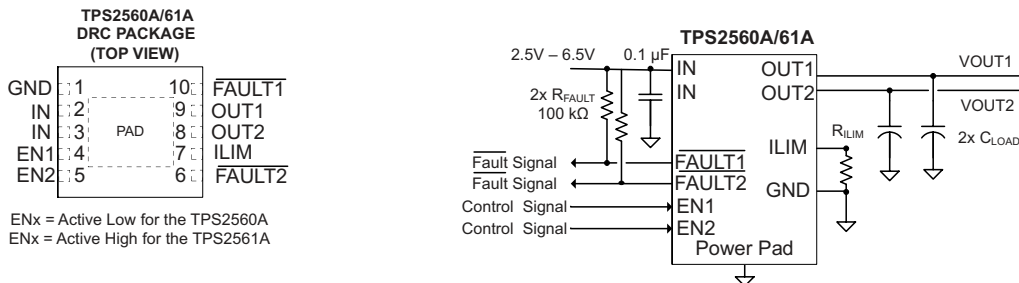 TPS2560A/61A
DRC PACKAGE
(TOP VIEW)
GND 1
IN 2
IN 3
EN1 4
EN2 5
PAD
10 FAULT1
9 OUT1
8 OUT2
7 ILIM
6 FAULT2
ENx = Active Low for the TPS2560A
ENx = Active High for the TPS2561A
TPS2560A/61A
2.5V – 6.5V
0.1 µF
2x RFAULT
100 kΩ
IN
IN
OUT1
OUT2
VOUT1
VOUT2
RILIM
2x CLOAD
ILIM
GND
Fault Signal
Fault Signal
Control Signal
Control Signal
FAULT1
FAULT2
EN1
EN2
Power Pad